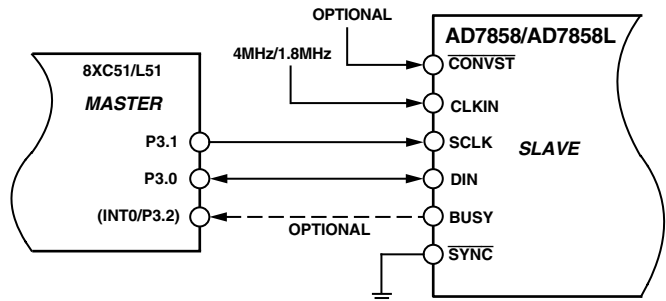 OPTIONAL
AD7858/AD7858L
4MHz/1.8MHz
8XC51/L51
MASTER
CONVST
CLKIN
P3.1
SCLK
SLAVE
P3.0
DIN
(INT0/P3.2)
BUSY
OPTIONAL
SYNC